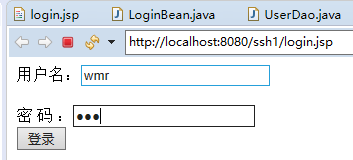 login.jsp LoginBean.java UserDao.java
http://localhost:8080/ssh1/login.jsp
用户名：wmr
密 码：●●●
登录